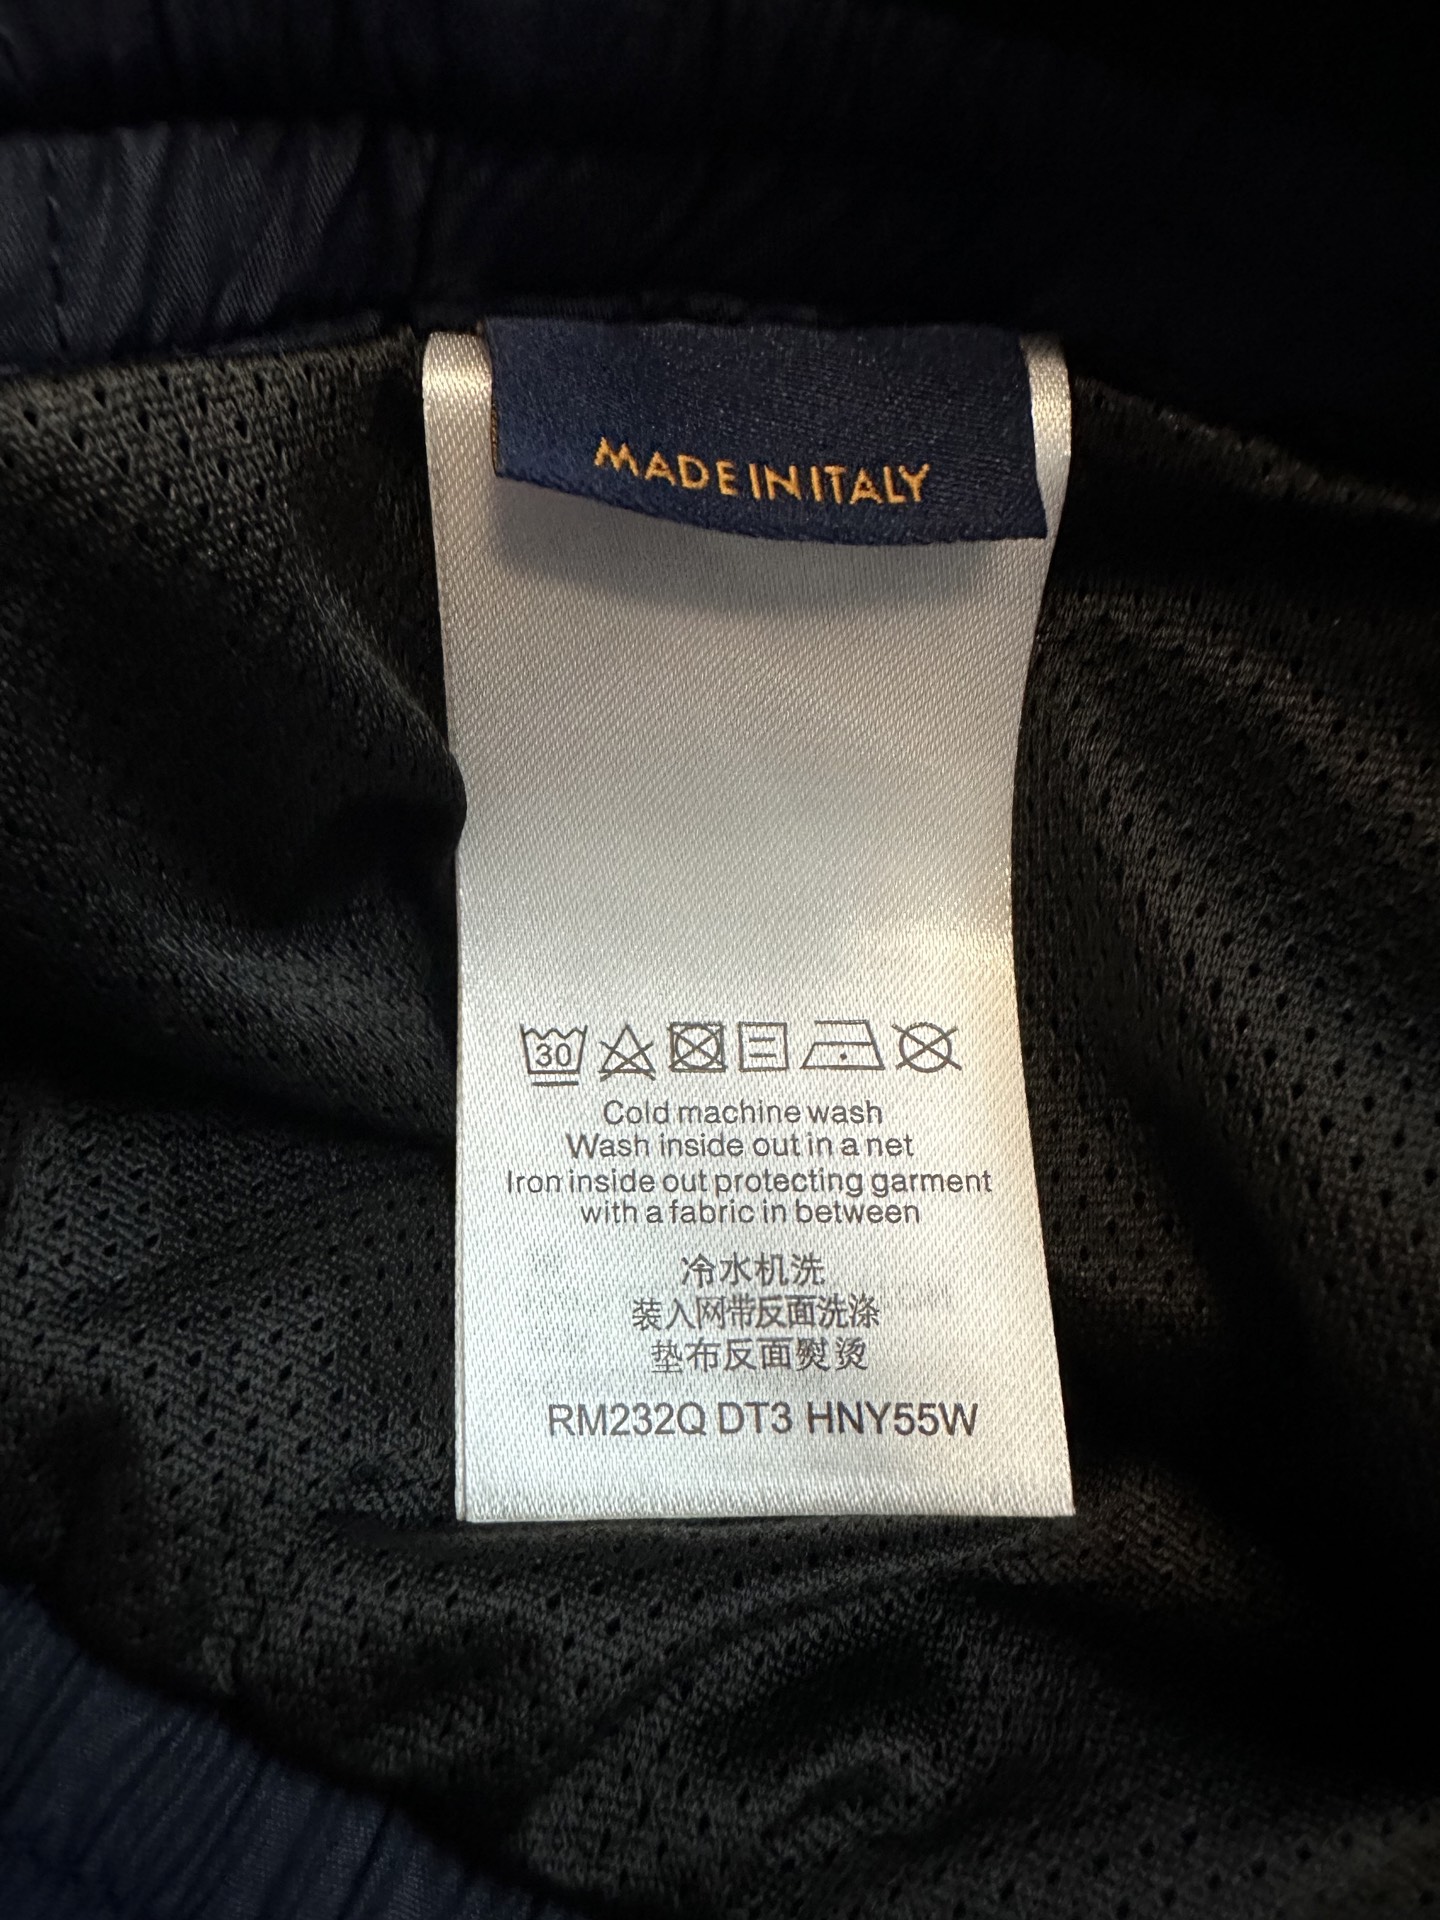 MADE IN ITALY
30
Cold machine wash
Wash inside out in a net
Iron inside out protecting garment
with a fabric in between
冷水机洗
装入网带反面洗涤
垫布反面熨烫
RM232Q DT3 HNY55W